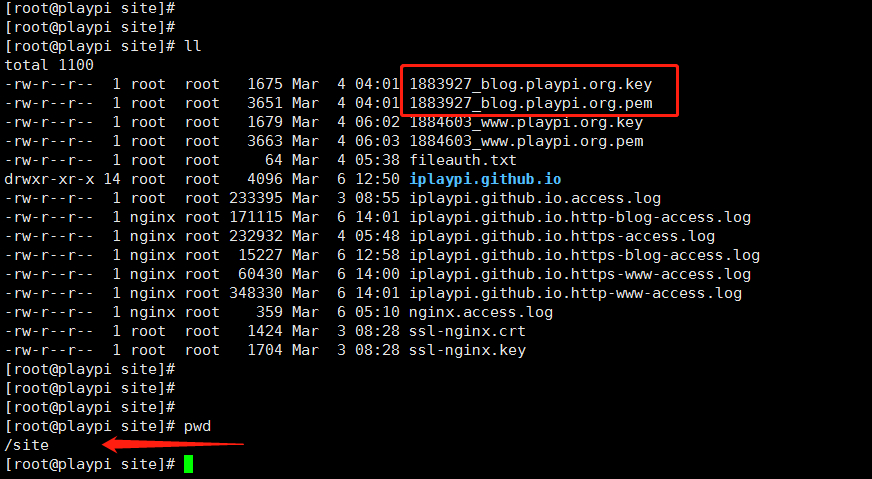 [root@playpi site]#
[root@playpi site]#
[root@playpi site]# ll
total 1100
-rw-r--r--  1 root  root   1675 Mar  4 04:01 1883927_blog.playpi.org.key
-rw-r--r--  1 root  root   3651 Mar  4 04:01 1883927_blog.playpi.org.pem
-rw-r--r--  1 root  root   1679 Mar  4 06:02 1884603_www.playpi.org.key
-rw-r--r--  1 root  root   3663 Mar  4 06:03 1884603_www.playpi.org.pem
-rw-r--r--  1 root  root     64 Mar  4 05:38 fileauth.txt
drwxr-xr-x 14 root  root   4096 Mar  6 12:50 iplaypi.github.io
-rw-r--r--  1 root  root 233395 Mar  3 08:55 iplaypi.github.io.access.log
-rw-r--r--  1 nginx root 171115 Mar  6 14:01 iplaypi.github.io.http-blog-access.log
-rw-r--r--  1 nginx root 232932 Mar  4 05:48 iplaypi.github.io.https-access.log
-rw-r--r--  1 nginx root  15227 Mar  6 12:58 iplaypi.github.io.https-blog-access.log
-rw-r--r--  1 nginx root  60430 Mar  6 14:00 iplaypi.github.io.https-www-access.log
-rw-r--r--  1 nginx root 348330 Mar  6 14:01 iplaypi.github.io.http-www-access.log
-rw-r--r--  1 nginx root    359 Mar  6 05:10 nginx.access.log
-rw-r--r--  1 root  root   1424 Mar  3 08:28 ssl-nginx.crt
-rw-r--r--  1 root  root   1704 Mar  3 08:28 ssl-nginx.key
[root@playpi site]#
[root@playpi site]#
[root@playpi site]#
[root@playpi site]# pwd
/site
[root@playpi site]#